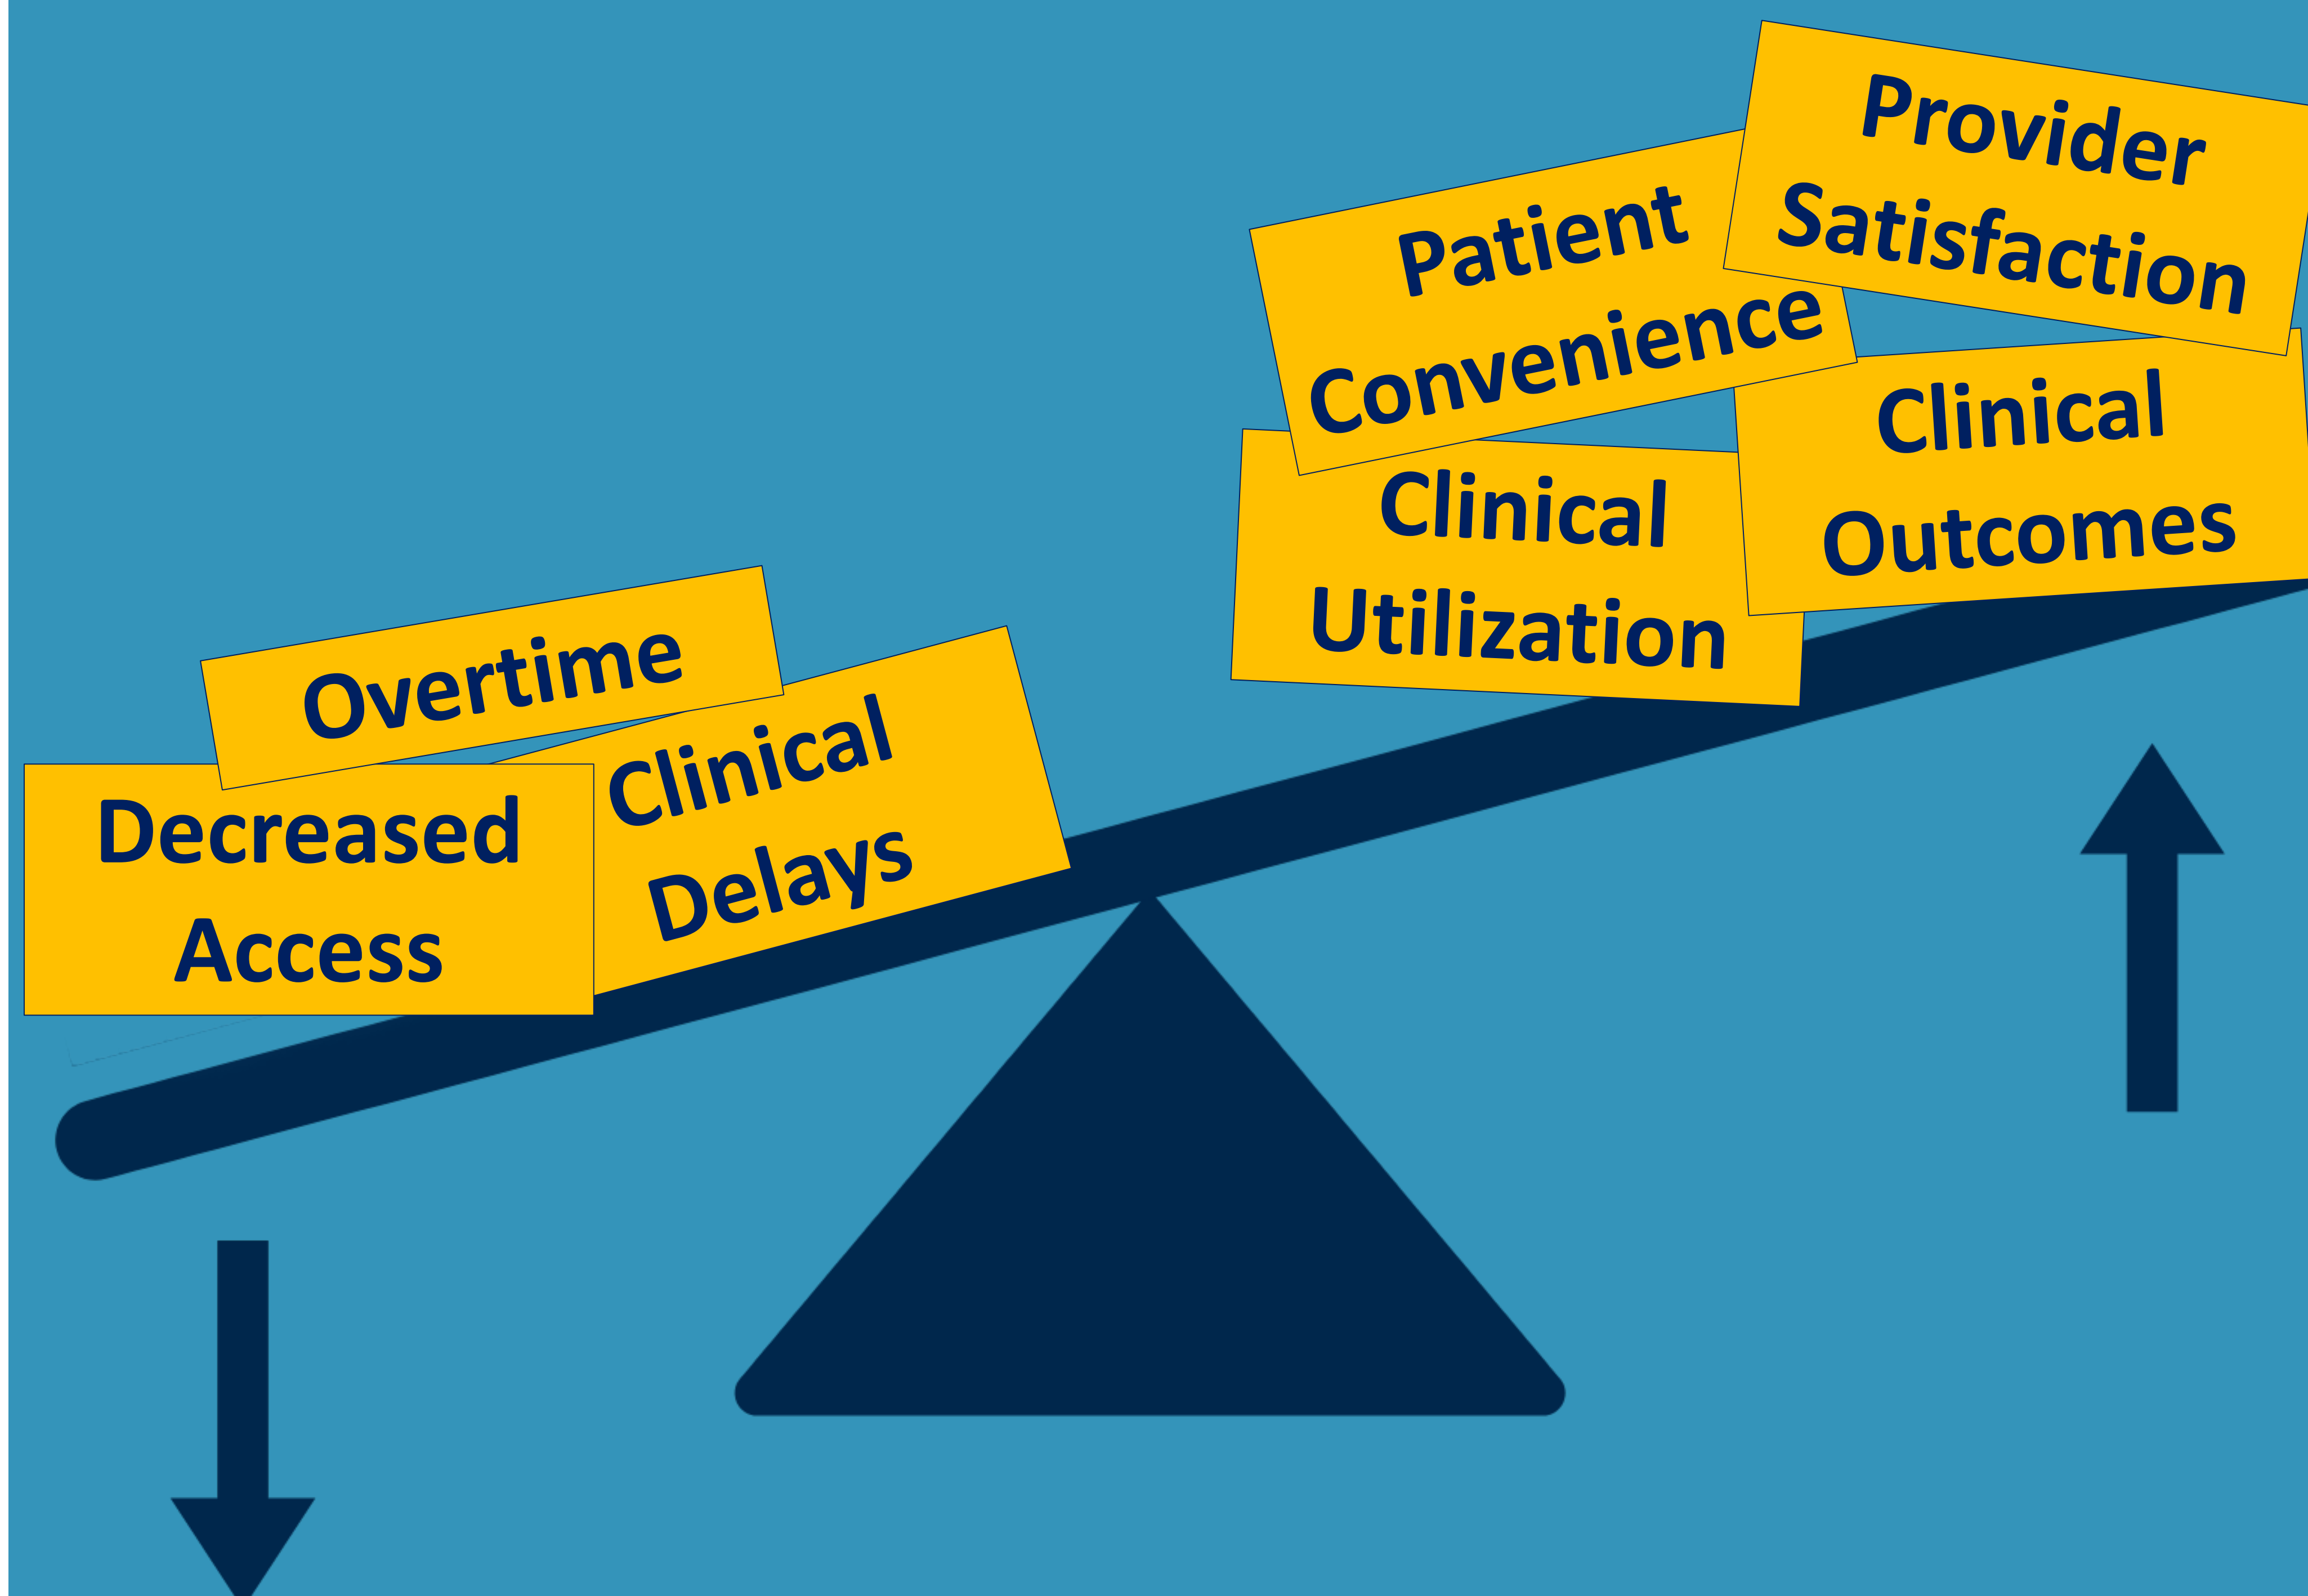 Overtime
Decreased
Access
Clinical
Delays
Patient
Convenience
Provider
Satisfaction
Clinical
Utilization
Clinical
Outcomes